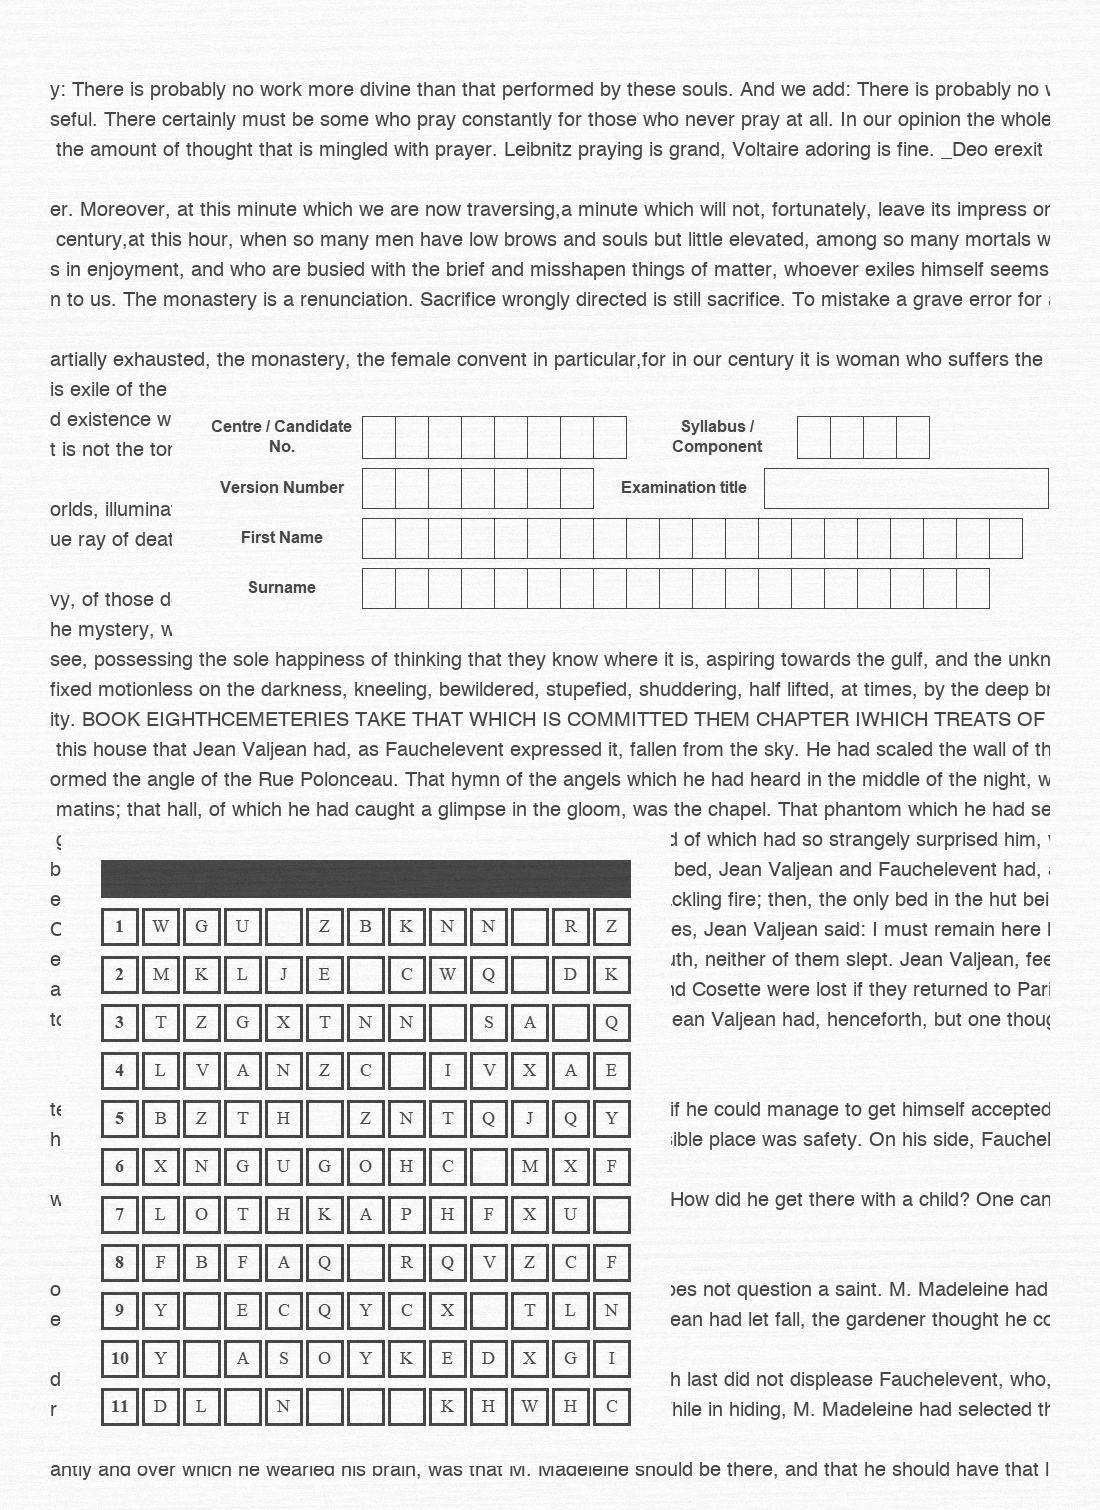 y: There is probably no work more divine than that performed by these souls. And we add: There is probably no
seful. There certainly must be some who pray constantly for those who never pray at all. In our opinion the whole
the amount of thought that is mingled with prayer. Leibnitz praying is grand, Voltaire adoring is fine. _Deo erexit
er. Moreover, at this minute which we are now traversing,a minute which will not, fortunately, leave its impress or
century,at this hour, when so many men have low brows and souls but little elevated, among so many mortals w
s in enjoyment, and who are busied with the brief and misshapen things of matter, whoever exiles himself seems
n to us. The monastery is a renunciation. Sacrifice wrongly directed is still sacrifice. To mistake a grave error for
artially exhausted, the monastery, the female convent in particular,for in our century it is woman who suffers the
is exile of the
d existence w
t is not the tor
Centre / Candidate No.
Syllabus / Component
Version Number
Examination title
First Name
Surname
orlds, illumina
ue ray of deat
vy, of those d
he mystery, w
see, possessing the sole happiness of thinking that they know where it is, aspiring towards the gulf, and the unkn
fixed motionless on the darkness, kneeling, bewildered, stupefied, shuddering, half lifted, at times, by the deep br
ity. BOOK EIGHTHCEMETERIES TAKE THAT WHICH IS COMMITTED THEM CHAPTER IWHICH TREATS OF
this house that Jean Valjean had, as Fauchelevent expressed it, fallen from the sky. He had scaled the wall of th
ormed the angle of the Rue Polonceau. That hymn of the angels which he had heard in the middle of the night, w
matins; that hall, of which he had caught a glimpse in the gloom, was the chapel. That phantom which he had se
d of which had so strangely surprised him,
b bed, Jean Valjean and Fauchelevent had,
e ckling fire; then, the only bed in the hut bei
es, Jean Valjean said: I must remain here
e uth, neither of them slept. Jean Valjean, fee
a nd Cosette were lost if they returned to Pari
ean Valjean had, henceforth, but one thoug
if he could manage to get himself accepted
h sible place was safety. On his side, Fauchel
w How did he get there with a child? One can
o oes not question a saint. M. Madeleine had
e ean had let fall, the gardener thought he co
d h last did not displease Fauchelevent, who,
r hile in hiding, M. Madeleine had selected th
1 W G U Z B K N N R Z
2 M K L J E C W Q D K
3 T Z G X T N N S A Q
4 L V A N Z C I V X A E
5 B Z T H Z N T Q J Q Y
6 X N G U G O H C M X F
7 L O T H K A P H F X U
8 F B F A Q R Q V Z C F
9 Y E C Q Y C X T L N
10 Y A S O Y K E D X G I
11 D L N K H W H C
antly and over which he wearied his brain, was that M. Madeleine should be there, and that he should have that l